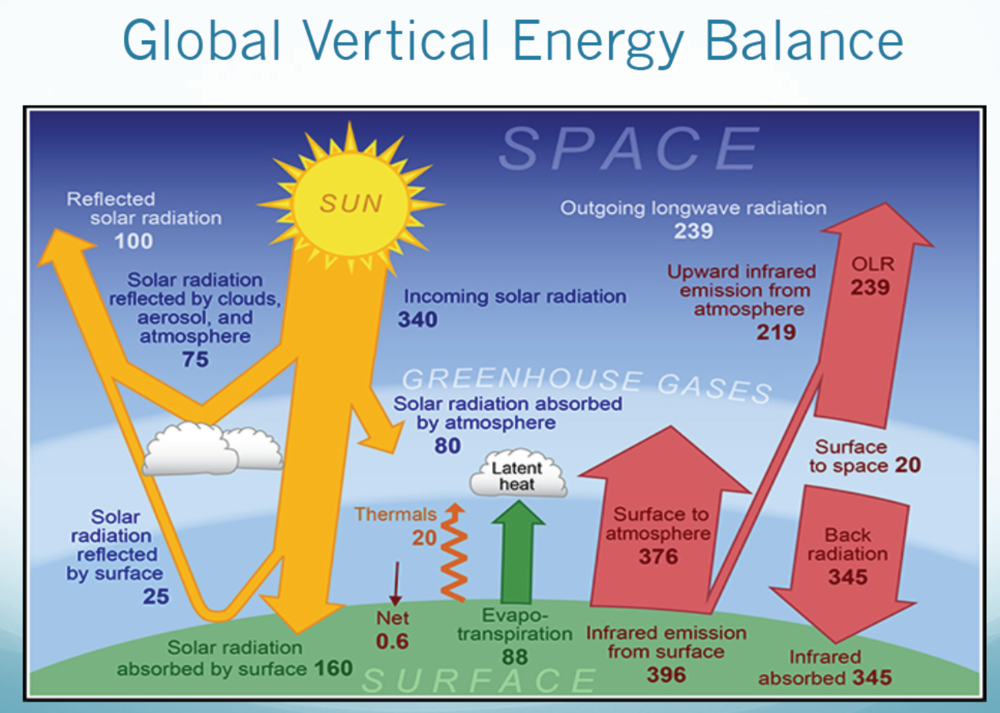 Global Vertical Energy Balance
SPACE
SUN
Reflected
solar radiation
100
Outgoing longwave radiation
239
Solar radiation
reflected by clouds,
aerosol, and
atmosphere
75
Incoming solar radiation
340
Upward infrared
emission from
atmosphere
219
OLR
239
GREENHOUSE GASES
Solar radiation absorbed
by atmosphere
80
Surface
to space 20
Latent
heat
Solar
radiation
reflected
by surface
25
Thermals
20
Surface to
atmosphere
376
Back
radiation
345
Net
0.6
Evapo-
transpiration
88
Infrared emission
from surface
396
Infrared
absorbed 345
Solar radiation
absorbed by surface 160
SURFACE